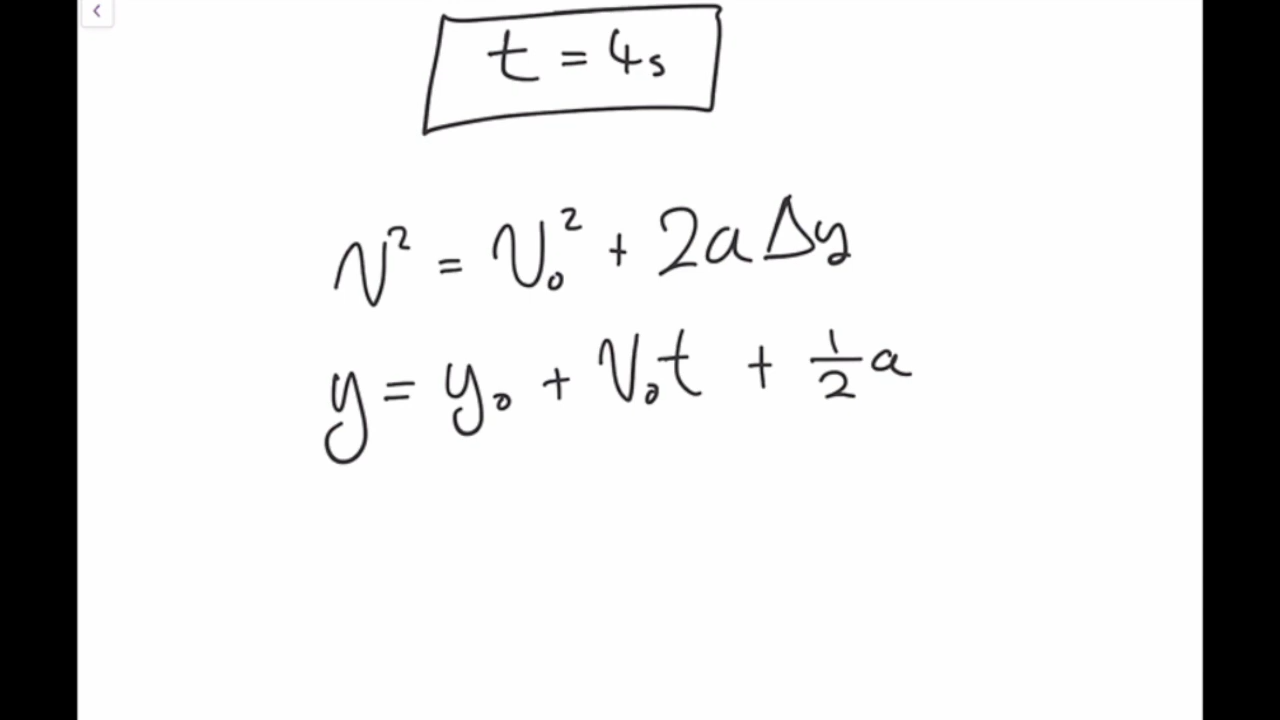 t = 4s
v² = v₀² + 2aΔy
y = y₀ + v₀t + ½a